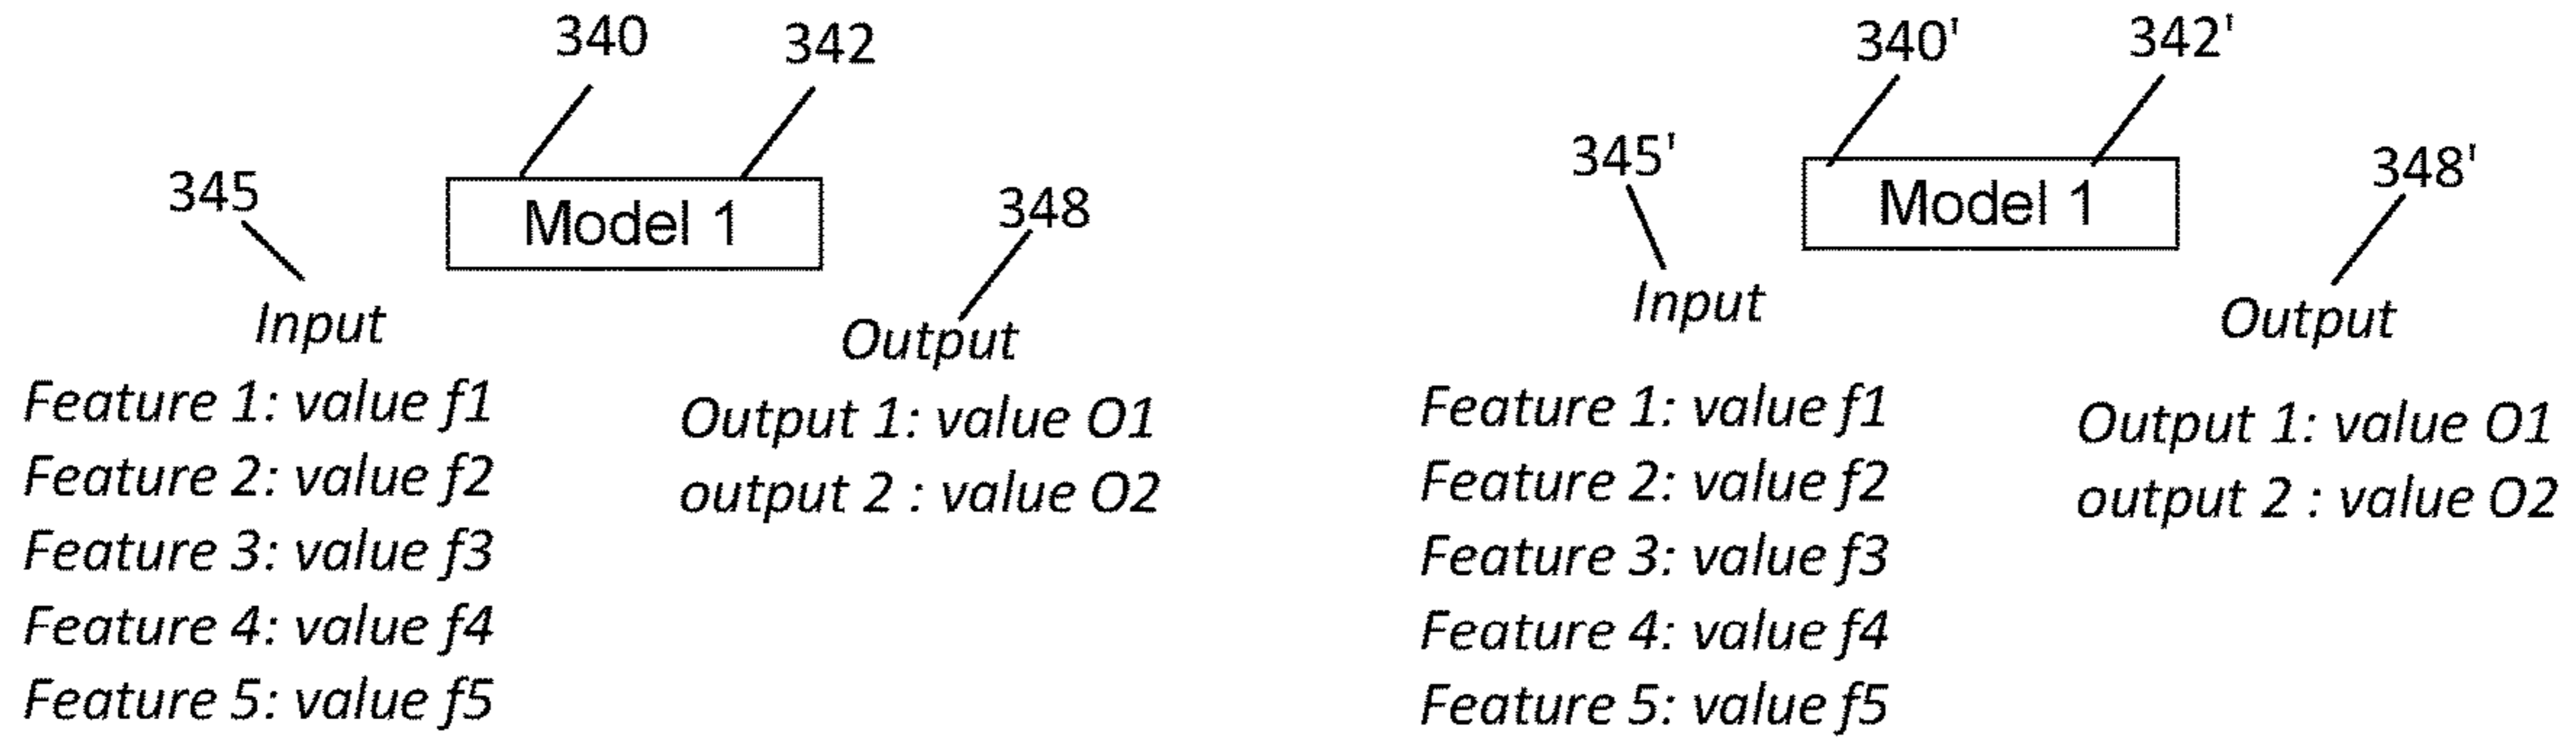 340
342
345
Model 1
348
Input
Output
Feature 1: value f1
Feature 2: value f2
Feature 3: value f3
Feature 4: value f4
Feature 5: value f5
Output 1: value O1
output 2 : value O2
340'
342'
345'
Model 1
348'
Input
Output
Feature 1: value f1
Feature 2: value f2
Feature 3: value f3
Feature 4: value f4
Feature 5: value f5
Output 1: value O1
output 2 : value O2